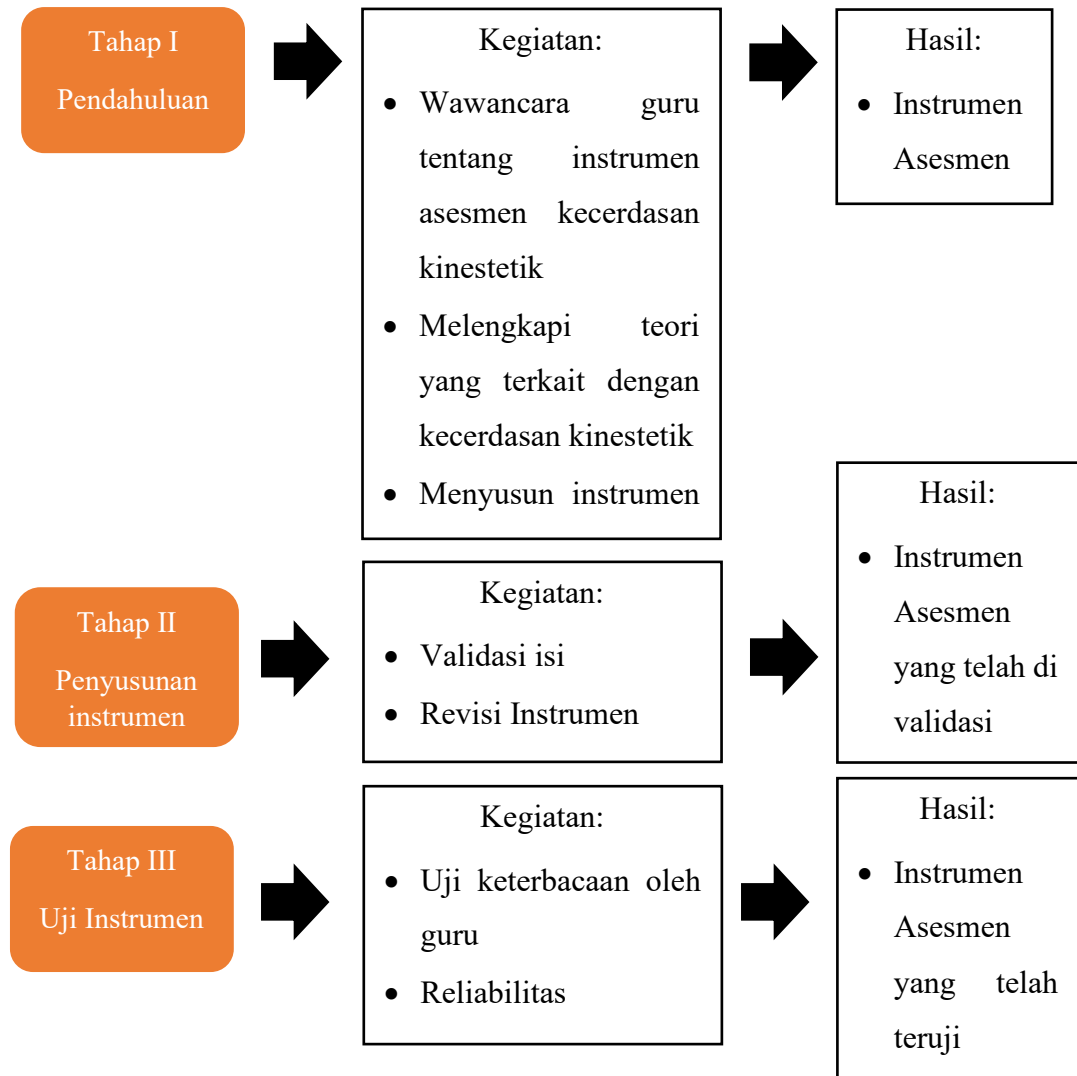 Tahap I
Pendahuluan
Kegiatan:
• Wawancara guru
tentang instrumen
asesmen kecerdasan
kinestetik
• Melengkapi teori
yang terkait dengan
kecerdasan kinestetik
• Menyusun instrumen
Hasil:
• Instrumen
Asesmen
Tahap II
Penyusunan
instrumen
Kegiatan:
• Validasi isi
• Revisi Instrumen
Hasil:
• Instrumen
Asesmen
yang telah di
validasi
Tahap III
Uji Instrumen
Kegiatan:
• Uji keterbacaan oleh
guru
• Reliabilitas
Hasil:
• Instrumen
Asesmen
yang telah
teruji